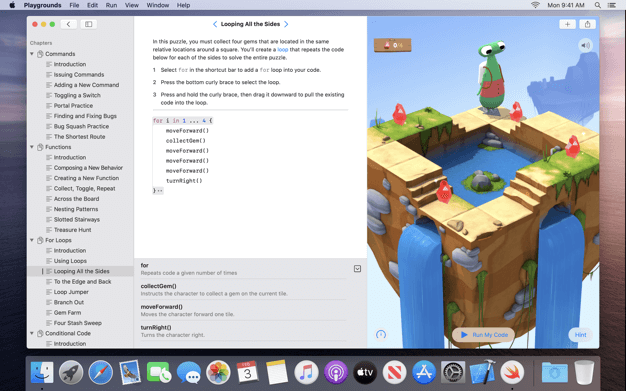 Playgrounds File Edit Run View Window Help Mon 9:41 AM
Looping All the Sides
Chapters
Commands
Introduction
Issuing Commands
Adding a New Command
Toggling a Switch
Portal Practice
Finding and Fixing Bugs
Bug Squash Practice
The Shortest Route
Functions
Introduction
Composing a New Behavior
Creating a New Function
Collect, Toggle, Repeat
Across the Board
Nesting Patterns
Slotted Stairways
Treasure Hunt
For Loops
Introduction
Using Loops
Looping All the Sides
To the Edge and Back
Loop Jumper
Branch Out
Gem Farm
Four Stash Sweep
Conditional Code
Introduction
In this puzzle, you must collect four gems that are located in the same
relative locations around a square. You'll create a loop that repeats the code
below for each of the sides to solve the entire puzzle.
1 Select for in the shortcut bar to add a for loop into your code.
2 Press the bottom curly brace to select the loop.
3 Press and hold the curly brace, then drag it downward to pull the existing
code into the loop.
for i in 1 ... 4 {
moveForward()
collectGem()
moveForward()
moveForward()
moveForward()
turnRight()
}
for
Repeats code a given number of times
collectGem()
Instructs the character to collect a gem on the current tile.
moveForward()
Moves the character forward one tile.
turnRight()
Turns the character right.
0/4
Run My Code
Hint
FEB
3
tv